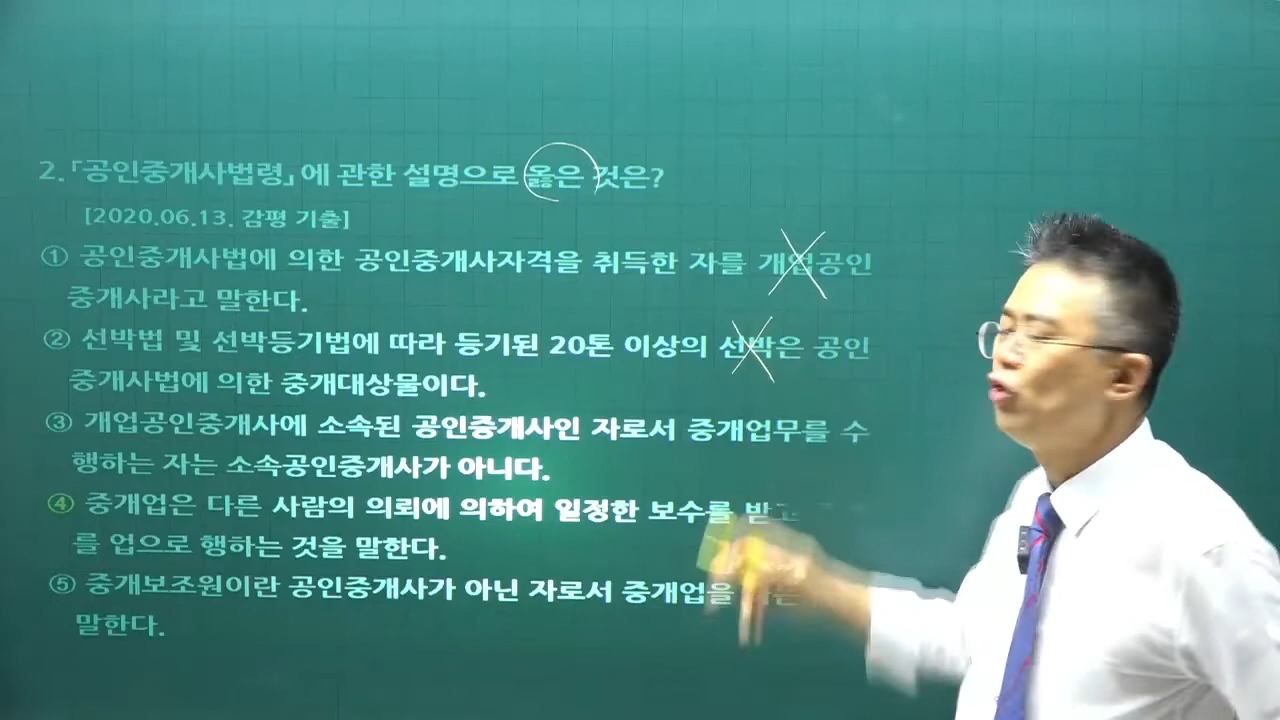 2. 「공인중개사법령」에 관한 설명으로 옳은 것은?
[2020.06.13. 감평 기출]
① 공인중개사법에 의한 공인중개사자격을 취득한 자를 개업공인
중개사라고 말한다.
② 선박법 및 선박등기법에 따라 등기된 20톤 이상의 선박은 공인
중개사법에 의한 중개대상물이다.
③ 개업공인중개사에 소속된 공인중개사인 자로서 중개업무를 수
행하는 자는 소속공인중개사가 아니다.
④ 중개업은 다른 사람의 의뢰에 의하여 일정한 보수를 받고
를 업으로 행하는 것을 말한다.
⑤ 중개보조원이란 공인중개사가 아닌 자로서 중개업을
말한다.